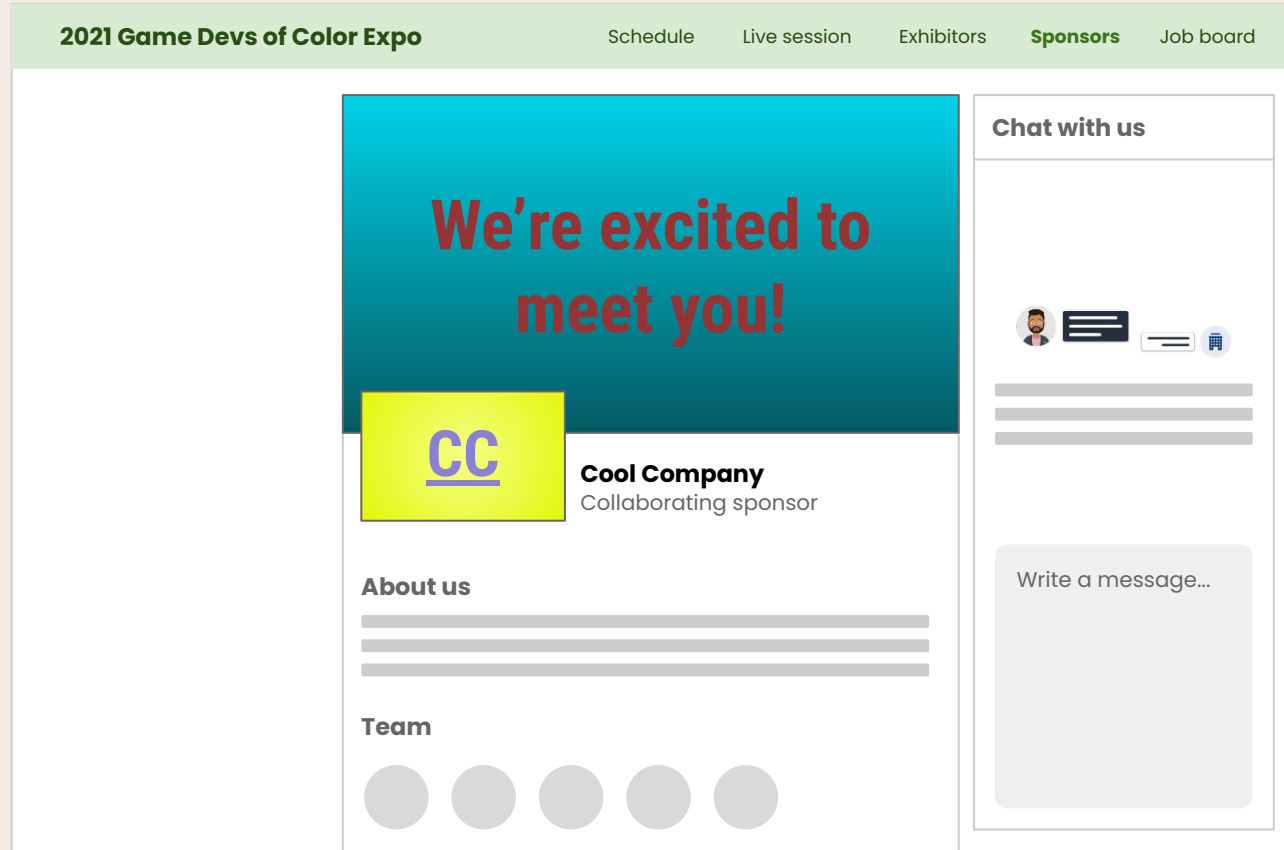 2021 Game Devs of Color Expo
Schedule
Live session
Exhibitors
Sponsors
Job board
We’re excited to
meet you!
CC
Cool Company
Collaborating sponsor
About us
Team
Chat with us
Write a message...